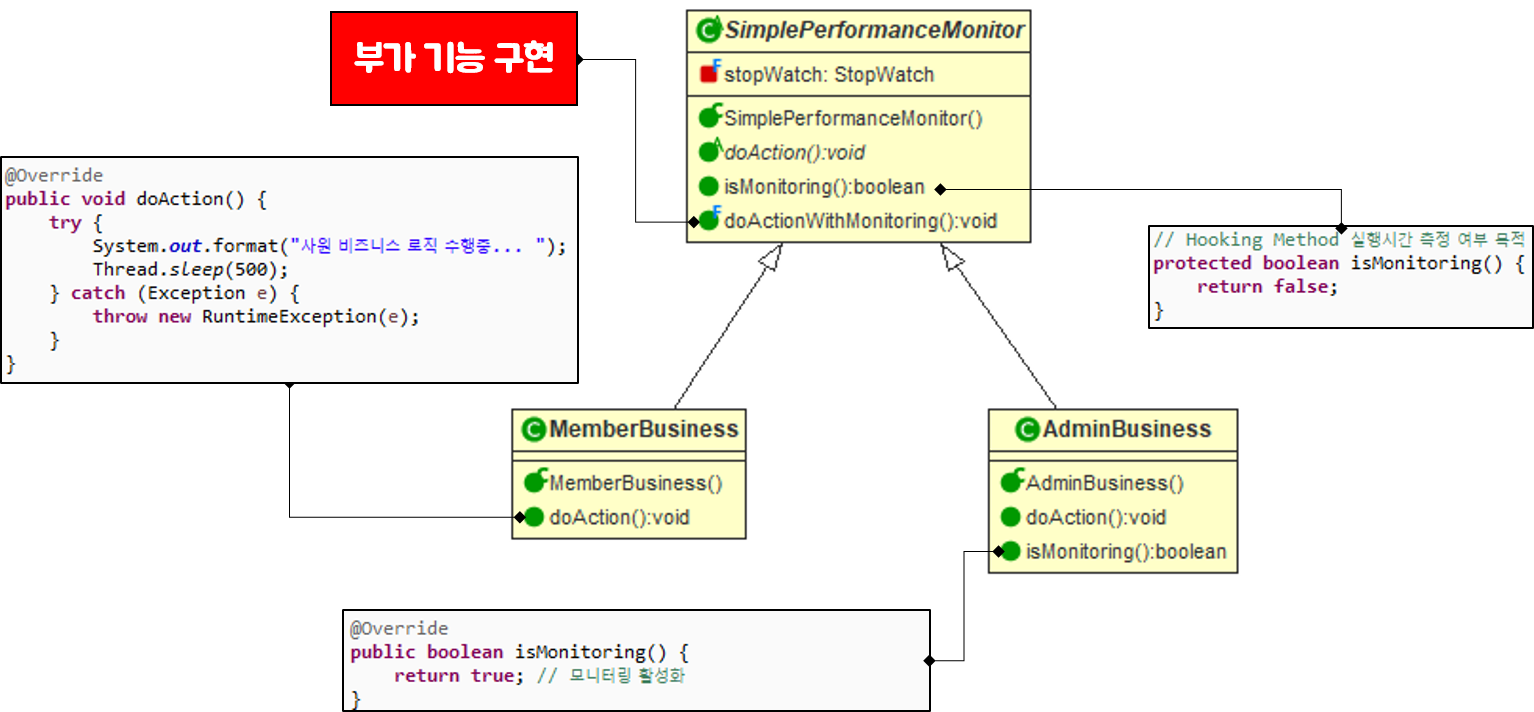 부가 기능 구현
SimplePerformanceMonitor
stopWatch: StopWatch
SimplePerformanceMonitor()
doAction():void
isMonitoring():boolean
doActionWithMonitoring():void
@Override
public void doAction() {
    try {
        System.out.format("사원 비즈니스 로직 수행중... ");
        Thread.sleep(500);
    } catch (Exception e) {
        throw new RuntimeException(e);
    }
}
// Hooking Method 실행시간 측정 여부 목적
protected boolean isMonitoring() {
    return false;
}
MemberBusiness
MemberBusiness()
doAction():void
AdminBusiness
AdminBusiness()
doAction():void
isMonitoring():boolean
@Override
public boolean isMonitoring() {
    return true; // 모니터링 활성화
}